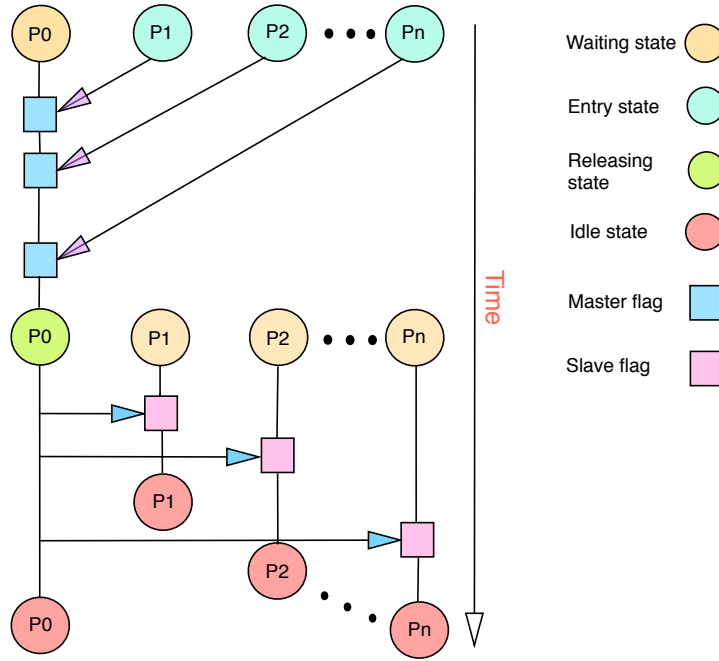 P0 P1 P2 Pn
Waiting state
Entry state
Releasing
state
Idle state
Time
Master flag
P0 P1 P2 Pn
Slave flag
P1
P2
P0
Pn